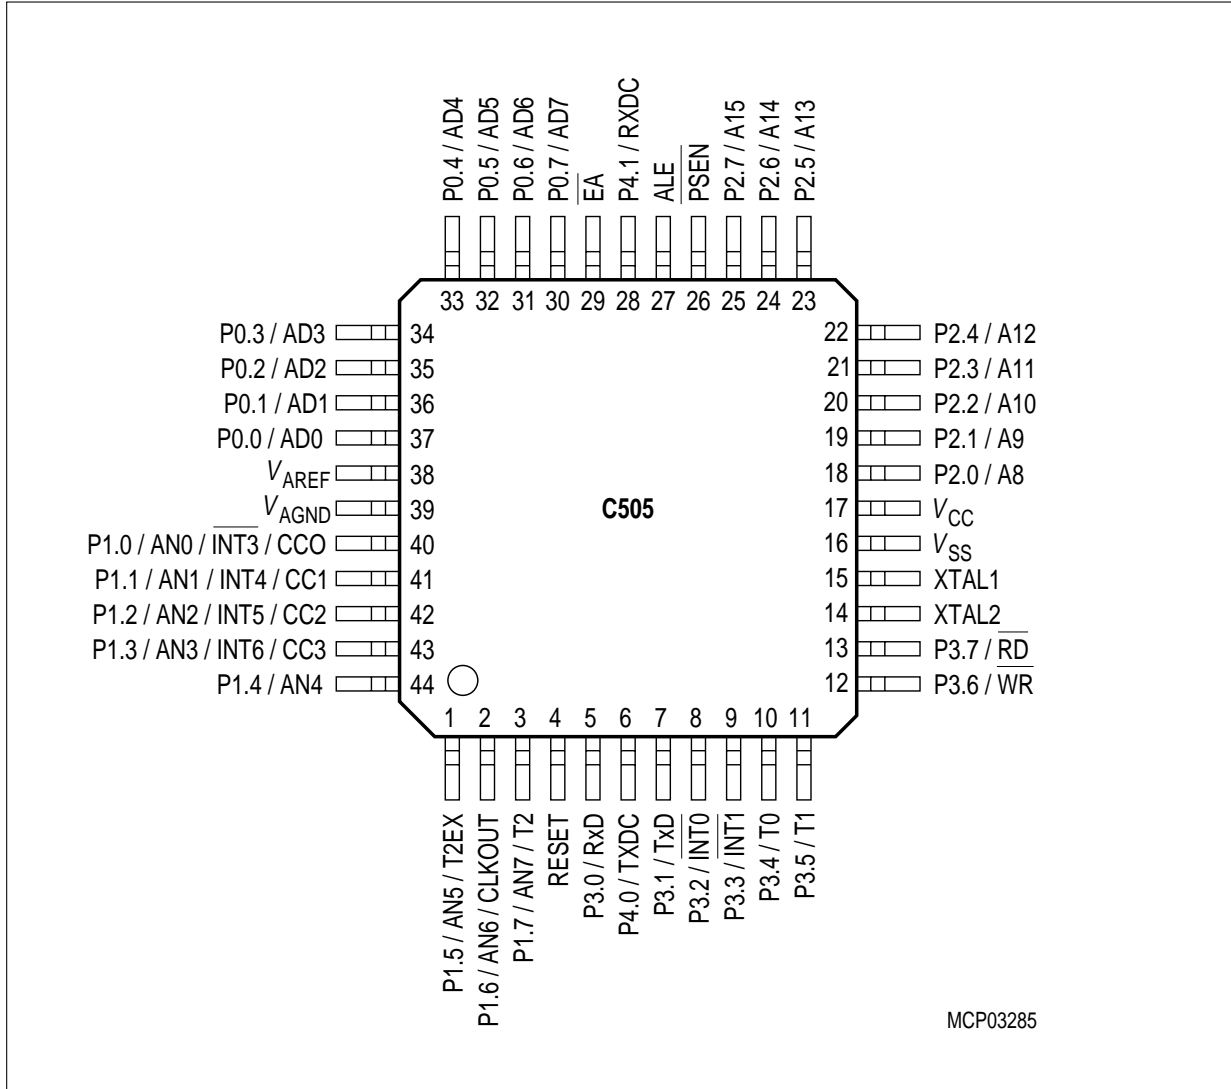 P0.4 / AD4
P0.5 / AD5
P0.6 / AD6
P0.7 / AD7
EA
P4.1 / RXDC
ALE
PSEN
P2.7 / A15
P2.6 / A14
P2.5 / A13
33 32 31 30 29 28 27 26 25 24 23
P0.3 / AD3 34
P0.2 / AD2 35
P0.1 / AD1 36
P0.0 / AD0 37
VAREF 38
VAGND 39
P1.0 / AN0 / INT3 / CCO 40
P1.1 / AN1 / INT4 / CC1 41
P1.2 / AN2 / INT5 / CC2 42
P1.3 / AN3 / INT6 / CC3 43
P1.4 / AN4 44
C505
22 P2.4 / A12
21 P2.3 / A11
20 P2.2 / A10
19 P2.1 / A9
18 P2.0 / A8
17 VCC
16 VSS
15 XTAL1
14 XTAL2
13 P3.7 / RD
12 P3.6 / WR
1 2 3 4 5 6 7 8 9 10 11
P1.5 / AN5 / T2EX
P1.6 / AN6 / CLKOUT
P1.7 / AN7 / T2
RESET
P3.0 / RxD
P4.0 / TXDC
P3.1 / TxD
P3.2 / INT0
P3.3 / INT1
P3.4 / T0
P3.5 / T1
MCP03285